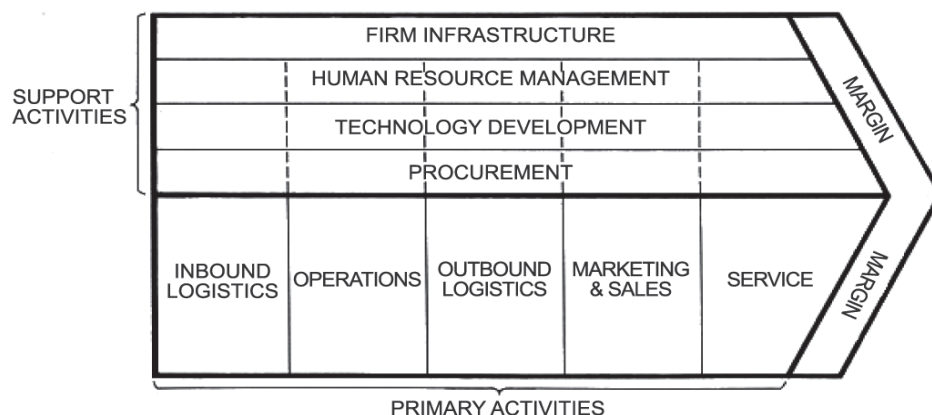 FIRM INFRASTRUCTURE
HUMAN RESOURCE MANAGEMENT
SUPPORT
ACTIVITIES
TECHNOLOGY DEVELOPMENT
PROCUREMENT
MARGIN
INBOUND
LOGISTICS
OPERATIONS
OUTBOUND
LOGISTICS
MARKETING
& SALES
SERVICE
MARGIN
PRIMARY ACTIVITIES